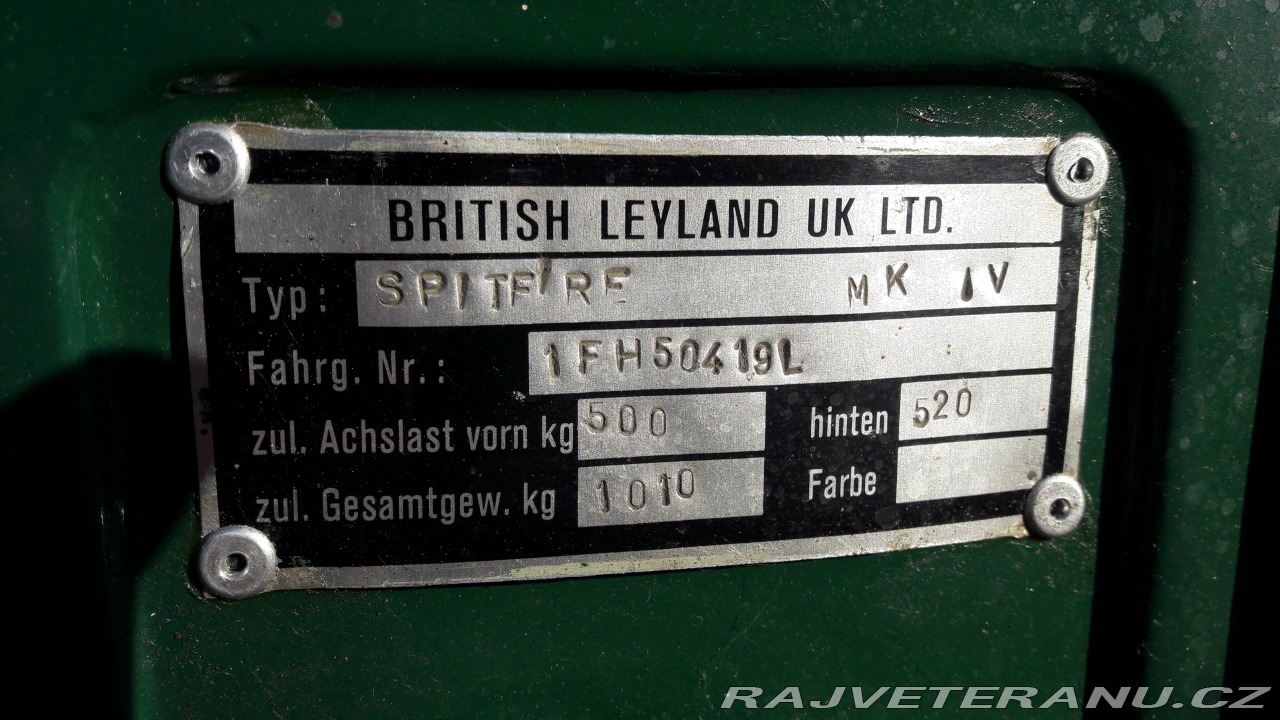 BRITISH LEYLAND UK LTD.
Typ: SPITFIRE MK IV
Fahrg. Nr.: 1FH50419L
zul. Achslast vorn kg 500 hinten 520
zul. Gesamtgew. kg 1010 Farbe
RAJVETERANU.CZ